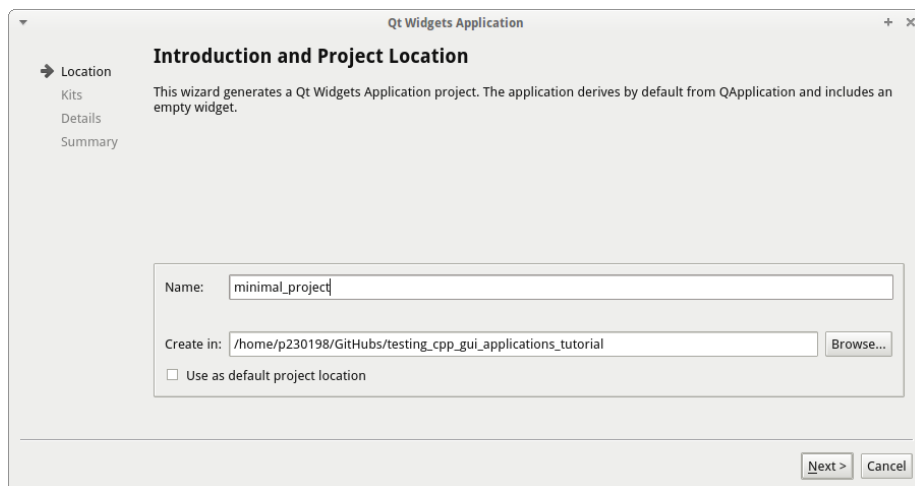 Qt Widgets Application
Location
Kits
Details
Summary
Introduction and Project Location
This wizard generates a Qt Widgets Application project. The application derives by default from QApplication and includes an
empty widget.
Name: minimal_project
Create in: /home/p230198/GitHubs/testing_cpp_gui_applications_tutorial Browse...
Use as default project location
Next > Cancel